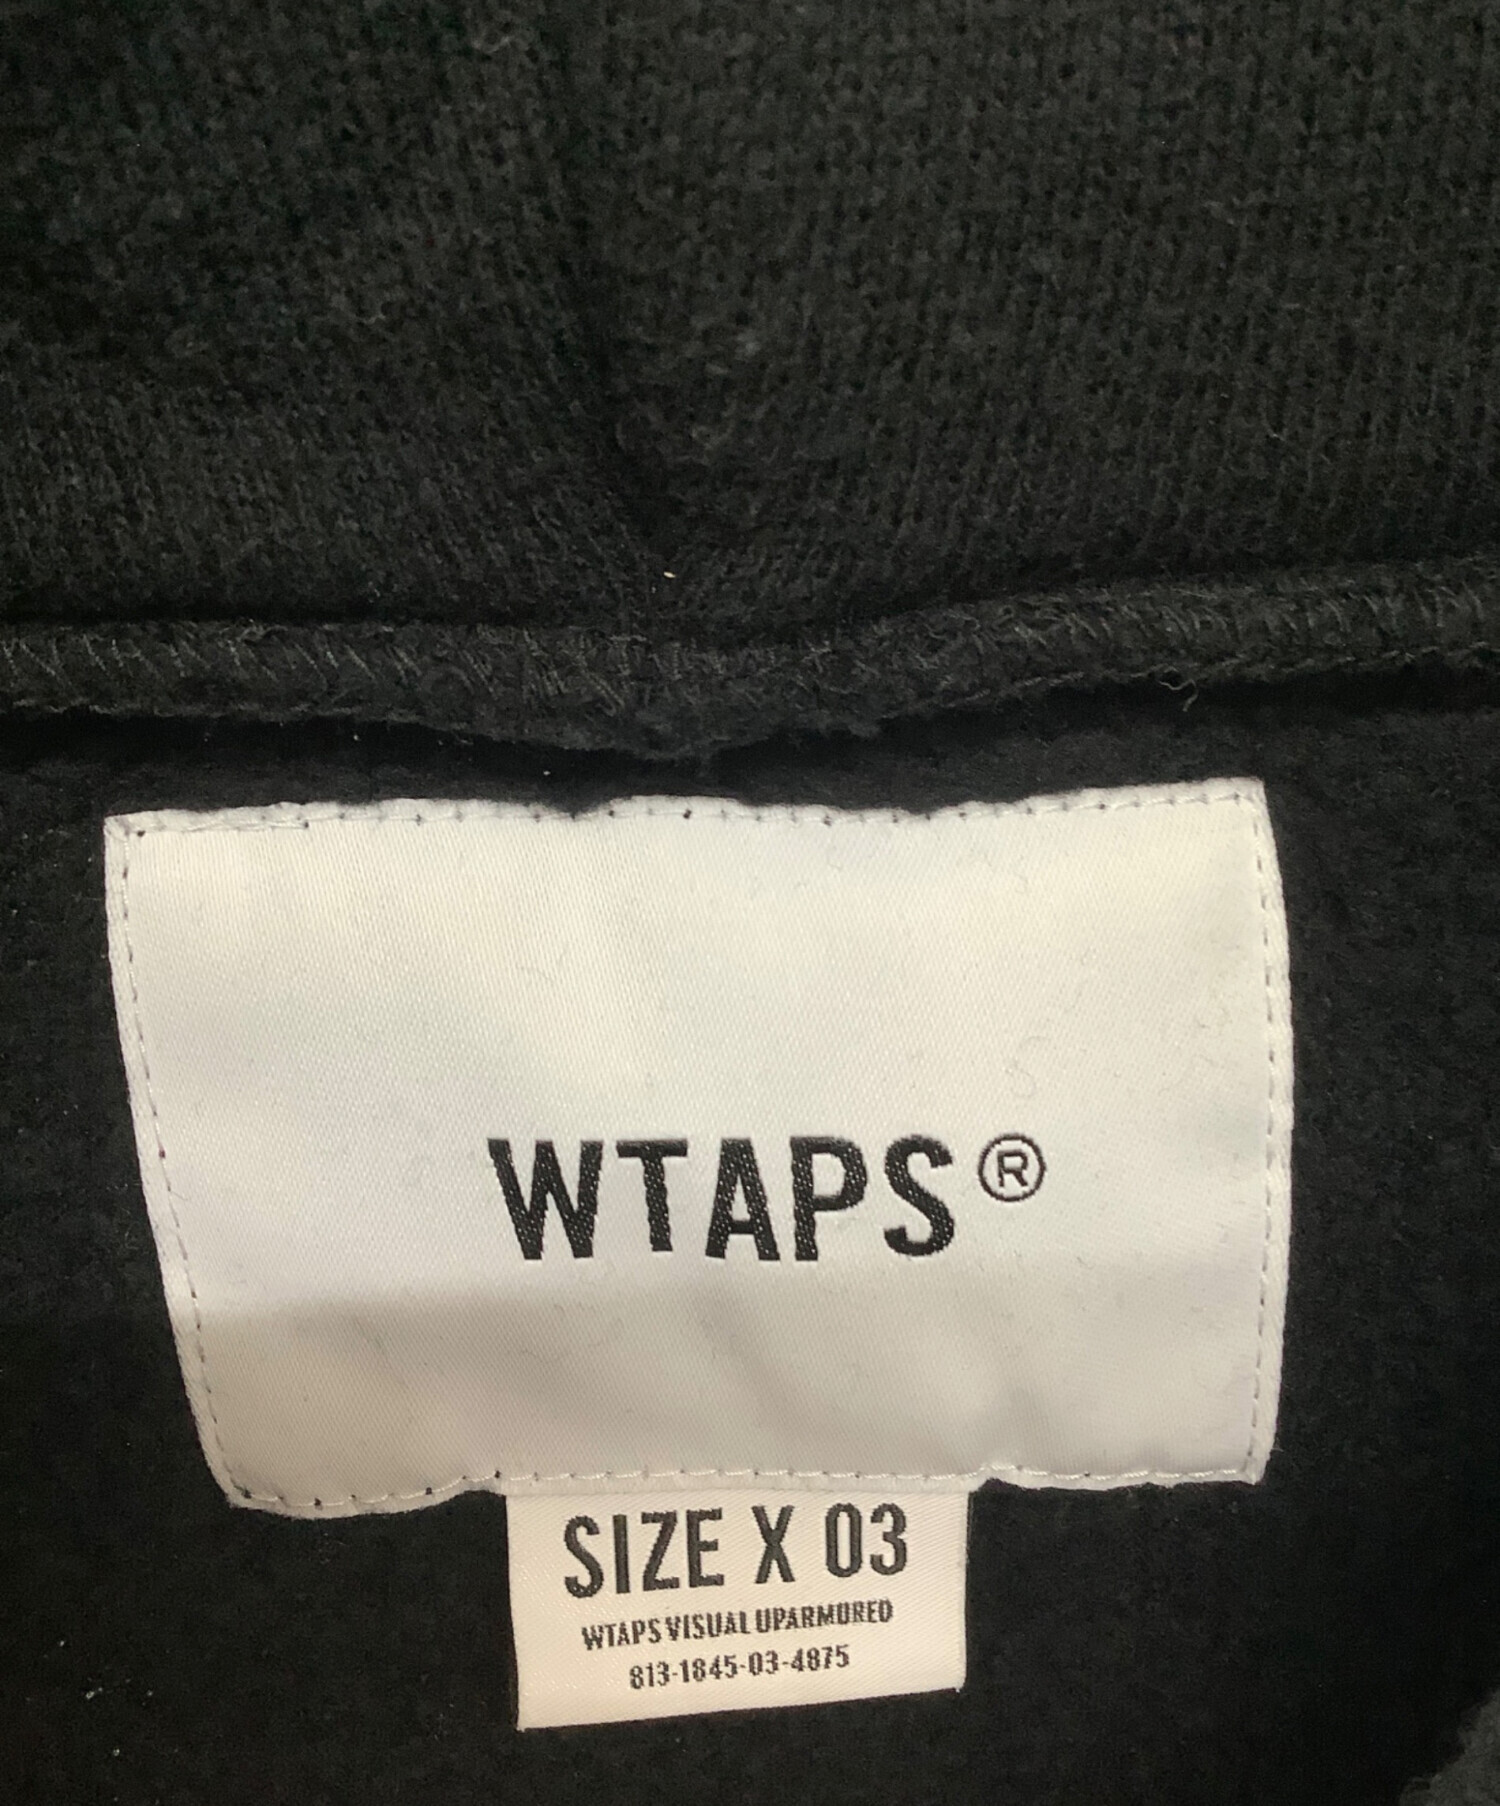 WTAPS®
SIZE X 03
WTAPS VISUAL UPARMORED
813-1845-03-4875